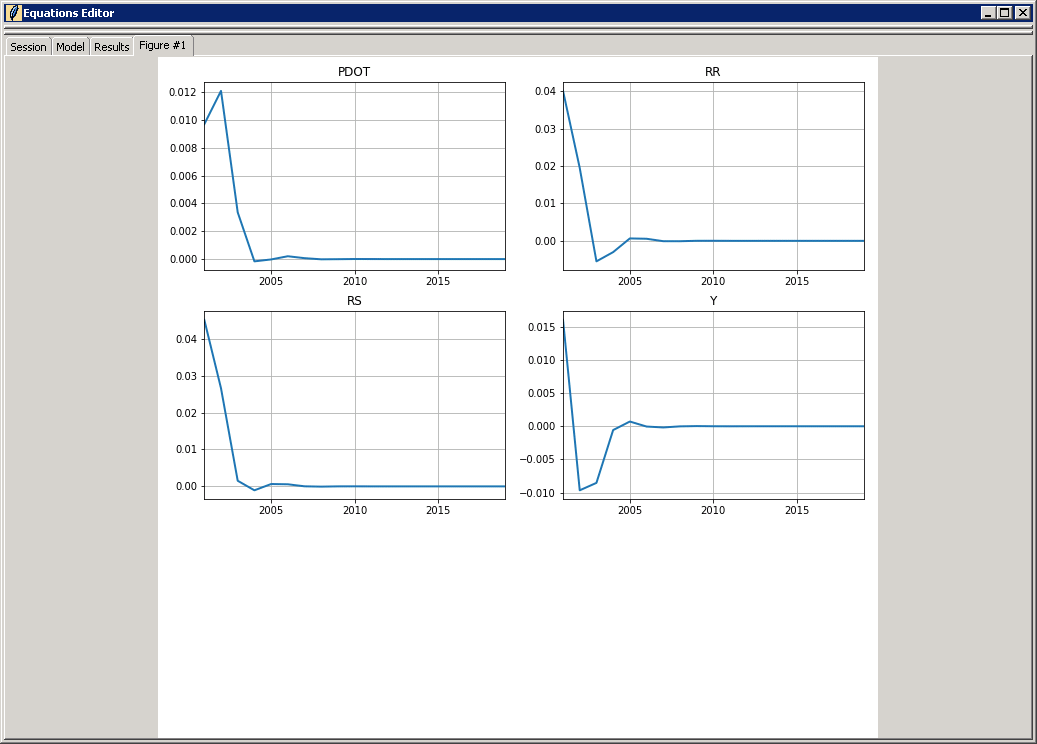 Equations Editor
Session Model Results Figure #1
PDOT
0.012
0.010
0.008
0.006
0.004
0.002
0.000
2005 2010 2015
RR
0.04
0.03
0.02
0.01
0.00
2005 2010 2015
RS
0.04
0.03
0.02
0.01
0.00
2005 2010 2015
Y
0.015
0.010
0.005
0.000
−0.005
−0.010
2005 2010 2015